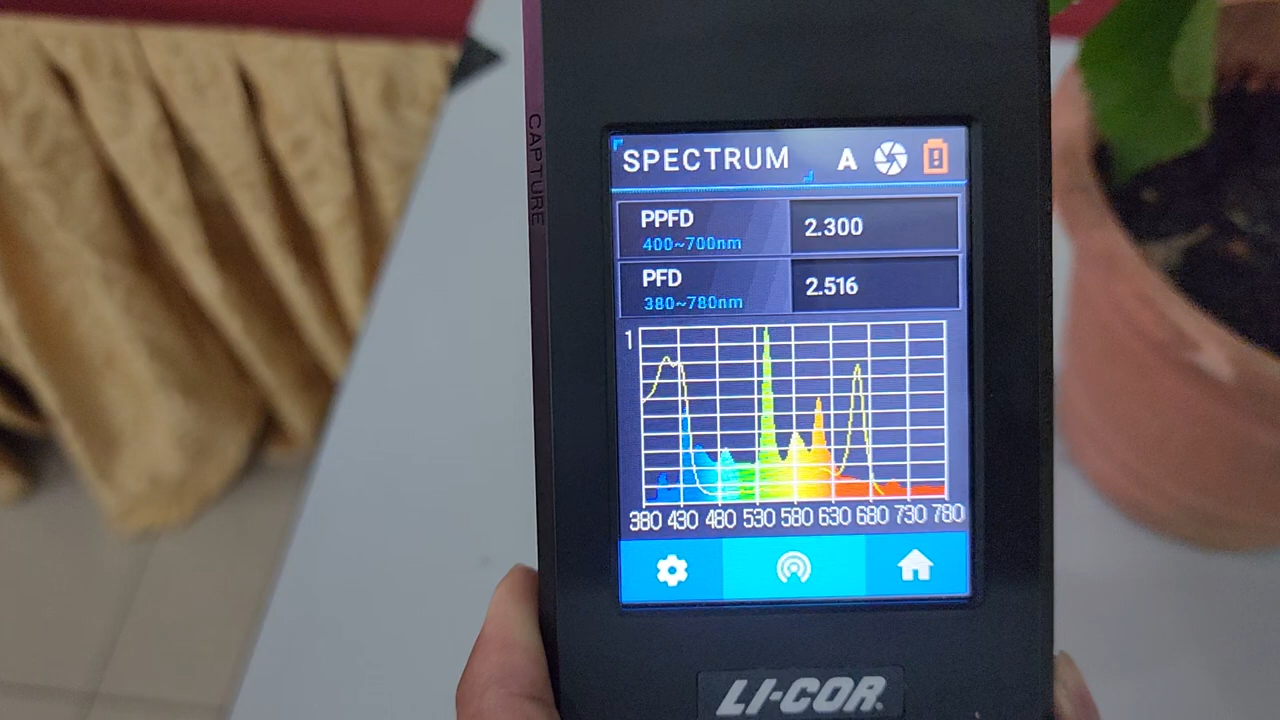 CAPTURE
SPECTRUM A
PPFD 2.300
400~700nm
PFD 2.516
380~780nm
1
380 430 480 530 580 630 680 730 780
LI-COR